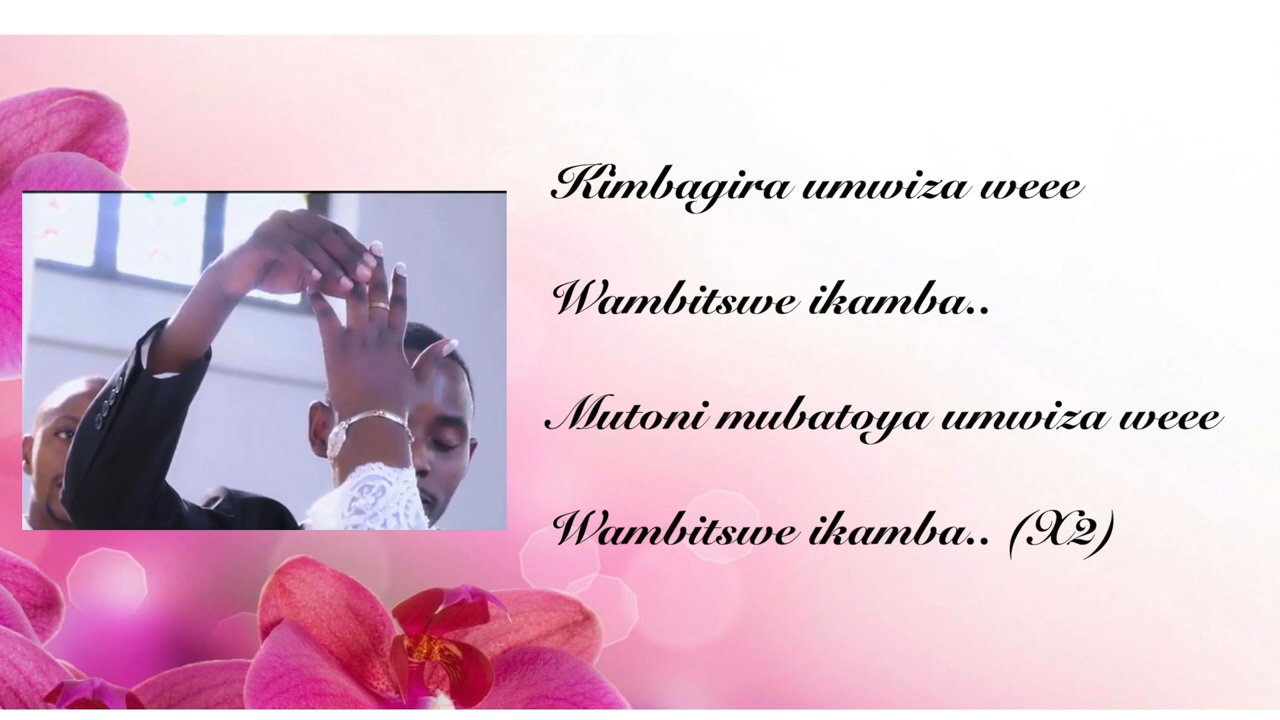 Kimbagira umwiza weee
Wambitswe ikamba..
Mutoni mubatoya umwiza weee
Wambitswe ikamba.. (X2)